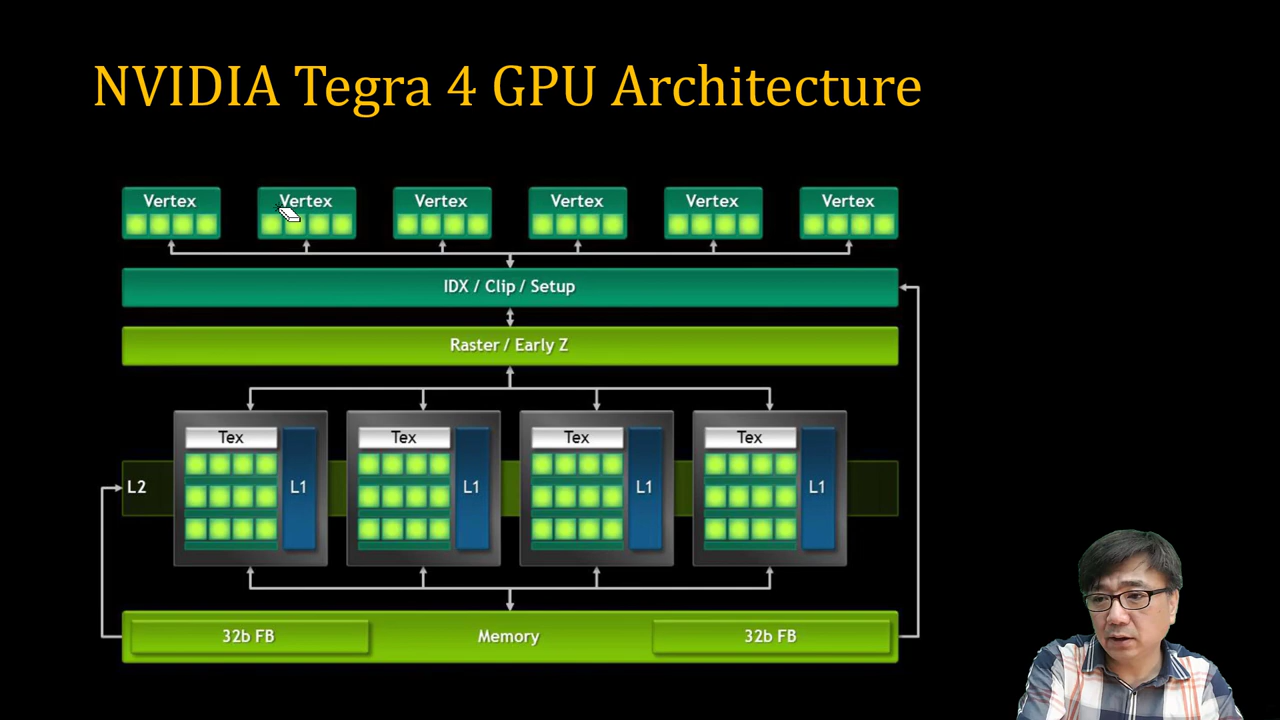 NVIDIA Tegra 4 GPU Architecture
Vertex Vertex Vertex Vertex Vertex Vertex
IDX / Clip / Setup
Raster / Early Z
Tex Tex Tex Tex
L2 L1 L1 L1 L1
32b FB Memory 32b FB